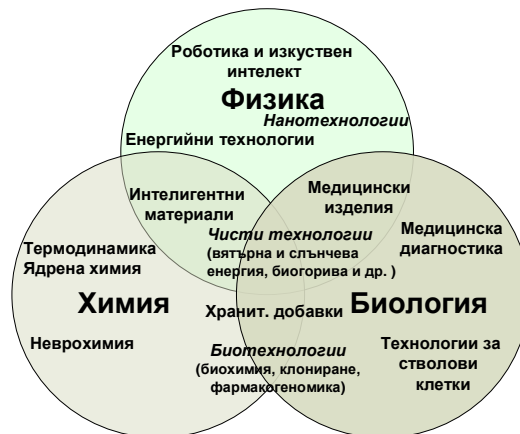 Роботика и изкуствен
интелект
Физика
Нанотехнологии
Енергийни технологии
Интелигентни
материали
Медицински
изделия
Чисти технологии
(вятърна и слънчева
енергия, биогорива и др. )
Медицинска
диагностика
Термодинамика
Ядрена химия
Химия
Биология
Хранит. добавки
Неврохимия
Биотехнологии
(биохимия, клониране,
фармакогеномика)
Технологии за
стволови
клетки